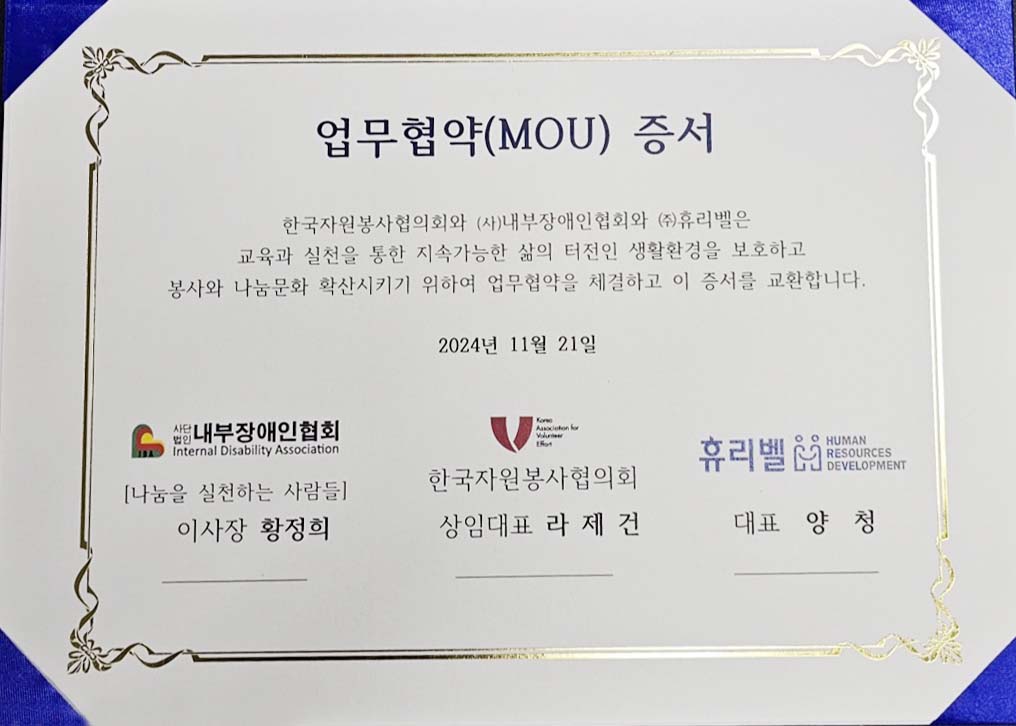 업무협약(MOU) 증서
한국자원봉사협의회와 (사)내부장애인협회와 ㈜휴리벨은
교육과 실천을 통한 지속가능한 삶의 터전인 생활환경을 보호하고
봉사와 나눔문화 확산시키기 위하여 업무협약을 체결하고 이 증서를 교환합니다.
2024년 11월 21일
IDA
사단
법인 내부장애인협회
Internal Disability Association
[나눔을 실천하는 사람들]
이사장 황정희
Korea
Association for
Volunteer
Effort
한국자원봉사협의회
상임대표 라 제 건
휴리벨
HUMAN
RESOURCES
DEVELOPMENT
대표 양 청